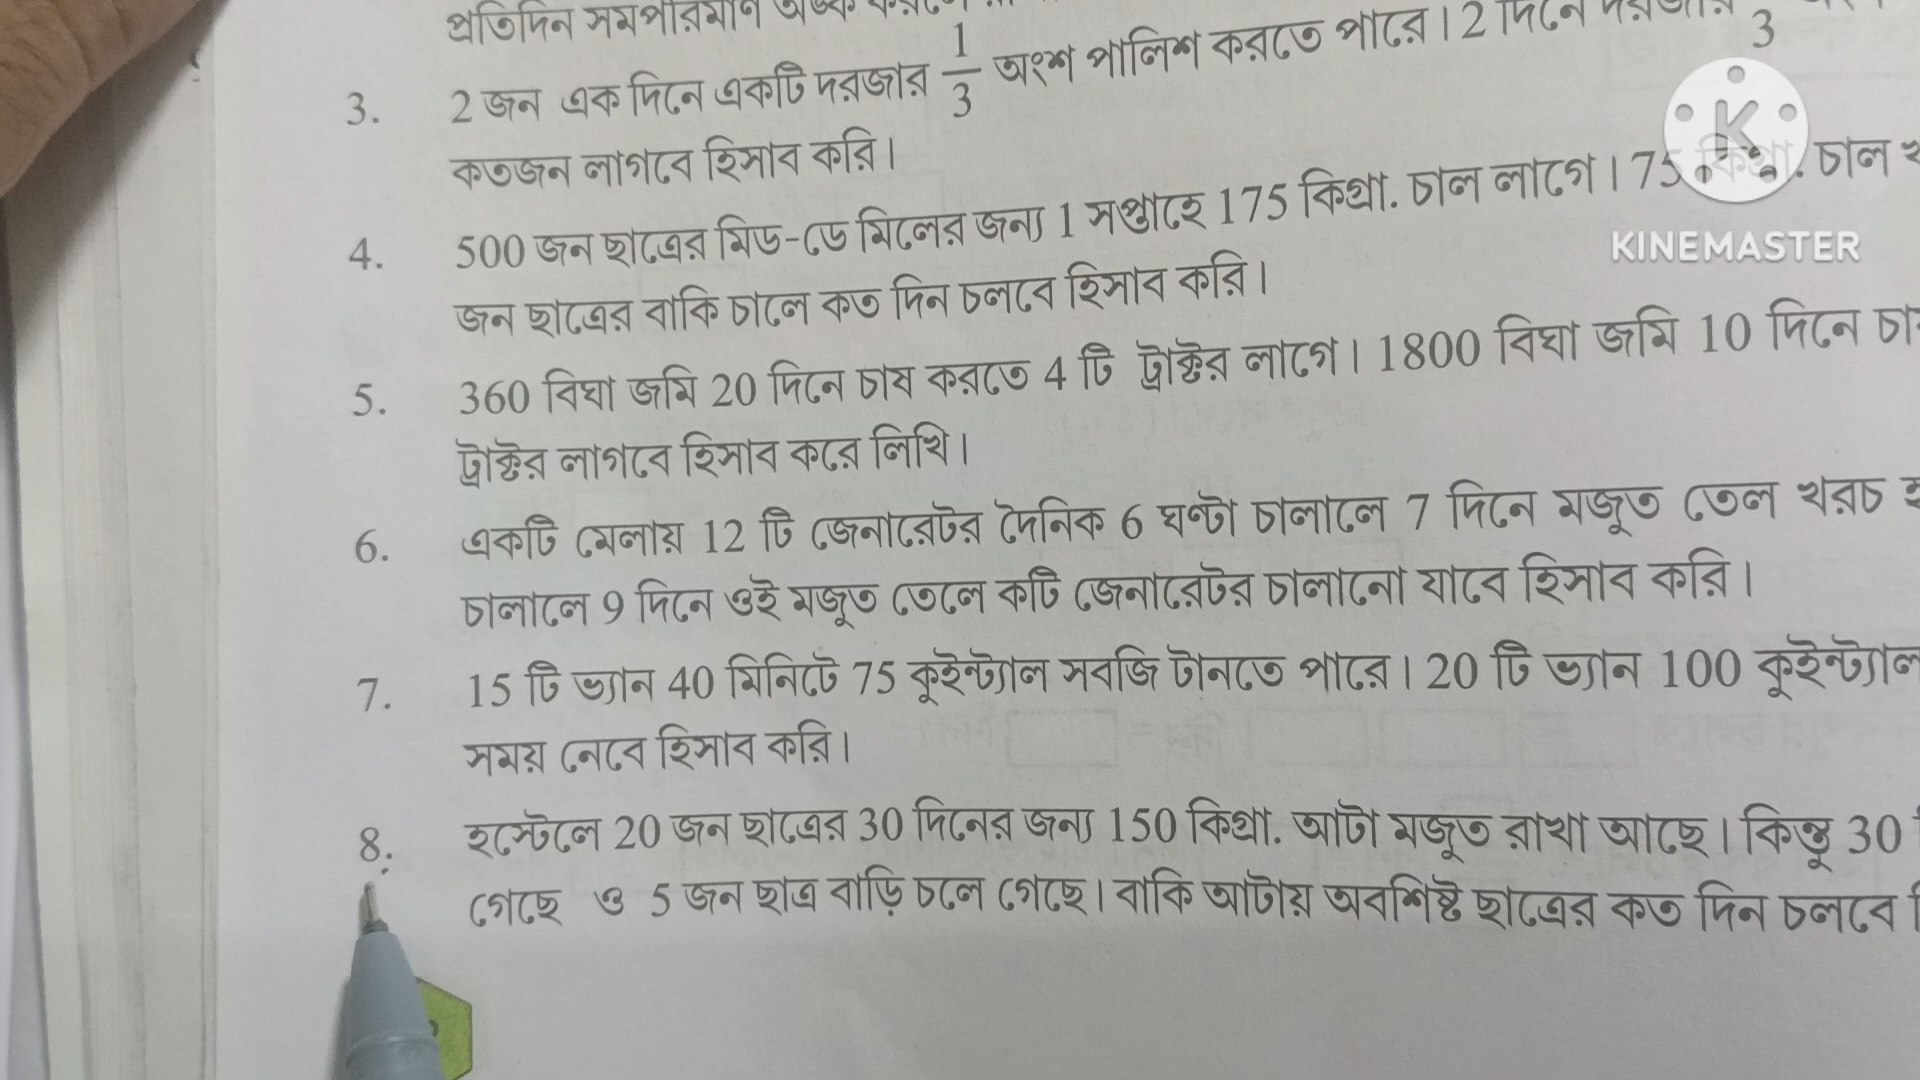 প্রতিদিন সমপরিমাণ অঙ্ক
3. 2 জন এক দিনে একটি দরজার 1/3 অংশ পালিশ করতে পারে। 2 দিনে দরজার 3
কতজন লাগবে হিসাব করি।
4. 500 জন ছাত্রের মিড-ডে মিলের জন্য 1 সপ্তাহে 175 কিগ্রা. চাল লাগে। 75 কিগ্রা. চাল
জন ছাত্রের বাকি চালে কত দিন চলবে হিসাব করি।
5. 360 বিঘা জমি 20 দিনে চাষ করতে 4 টি ট্রাক্টর লাগে। 1800 বিঘা জমি 10 দিনে
ট্রাক্টর লাগবে হিসাব করে লিখি।
6. একটি মেলায় 12 টি জেনারেটর দৈনিক 6 ঘণ্টা চালালে 7 দিনে মজুত তেল খরচ
চালালে 9 দিনে ওই মজুত তেলে কটি জেনারেটর চালানো যাবে হিসাব করি।
7. 15 টি ভ্যান 40 মিনিটে 75 কুইন্ট্যাল সবজি টানতে পারে। 20 টি ভ্যান 100 কুইন্ট্যাল
সময় নেবে হিসাব করি।
8. হস্টেলে 20 জন ছাত্রের 30 দিনের জন্য 150 কিগ্রা. আটা মজুত রাখা আছে। কিন্তু 30
গেছে ও 5 জন ছাত্র বাড়ি চলে গেছে। বাকি আটায় অবশিষ্ট ছাত্রের কত দিন চলবে
K
KINEMASTER